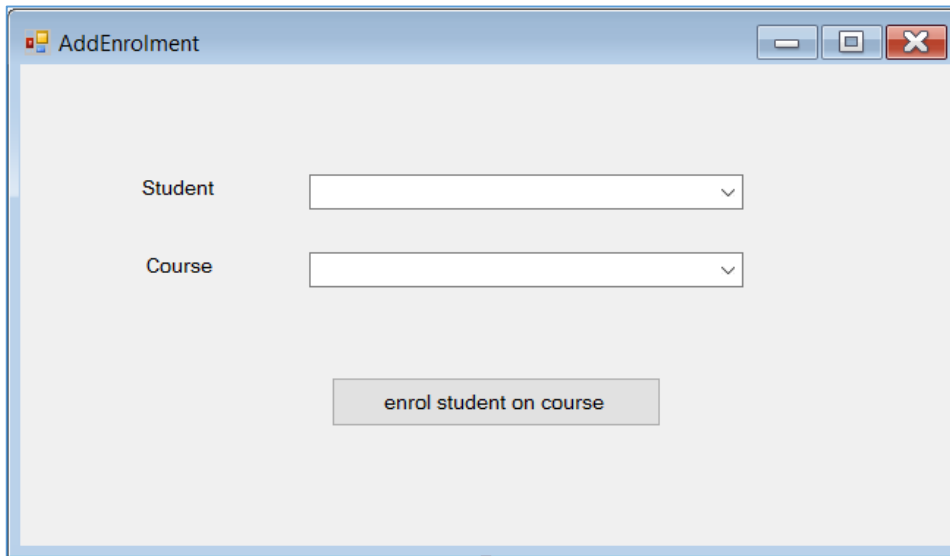 AddEnrolment
Student
Course
enrol student on course